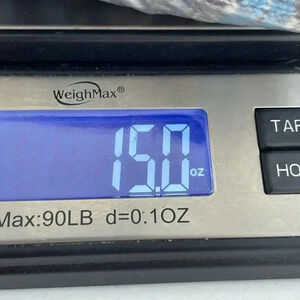 WeighMax®
15.0 oz
TAR
HO
Max:90LB d=0.1OZ